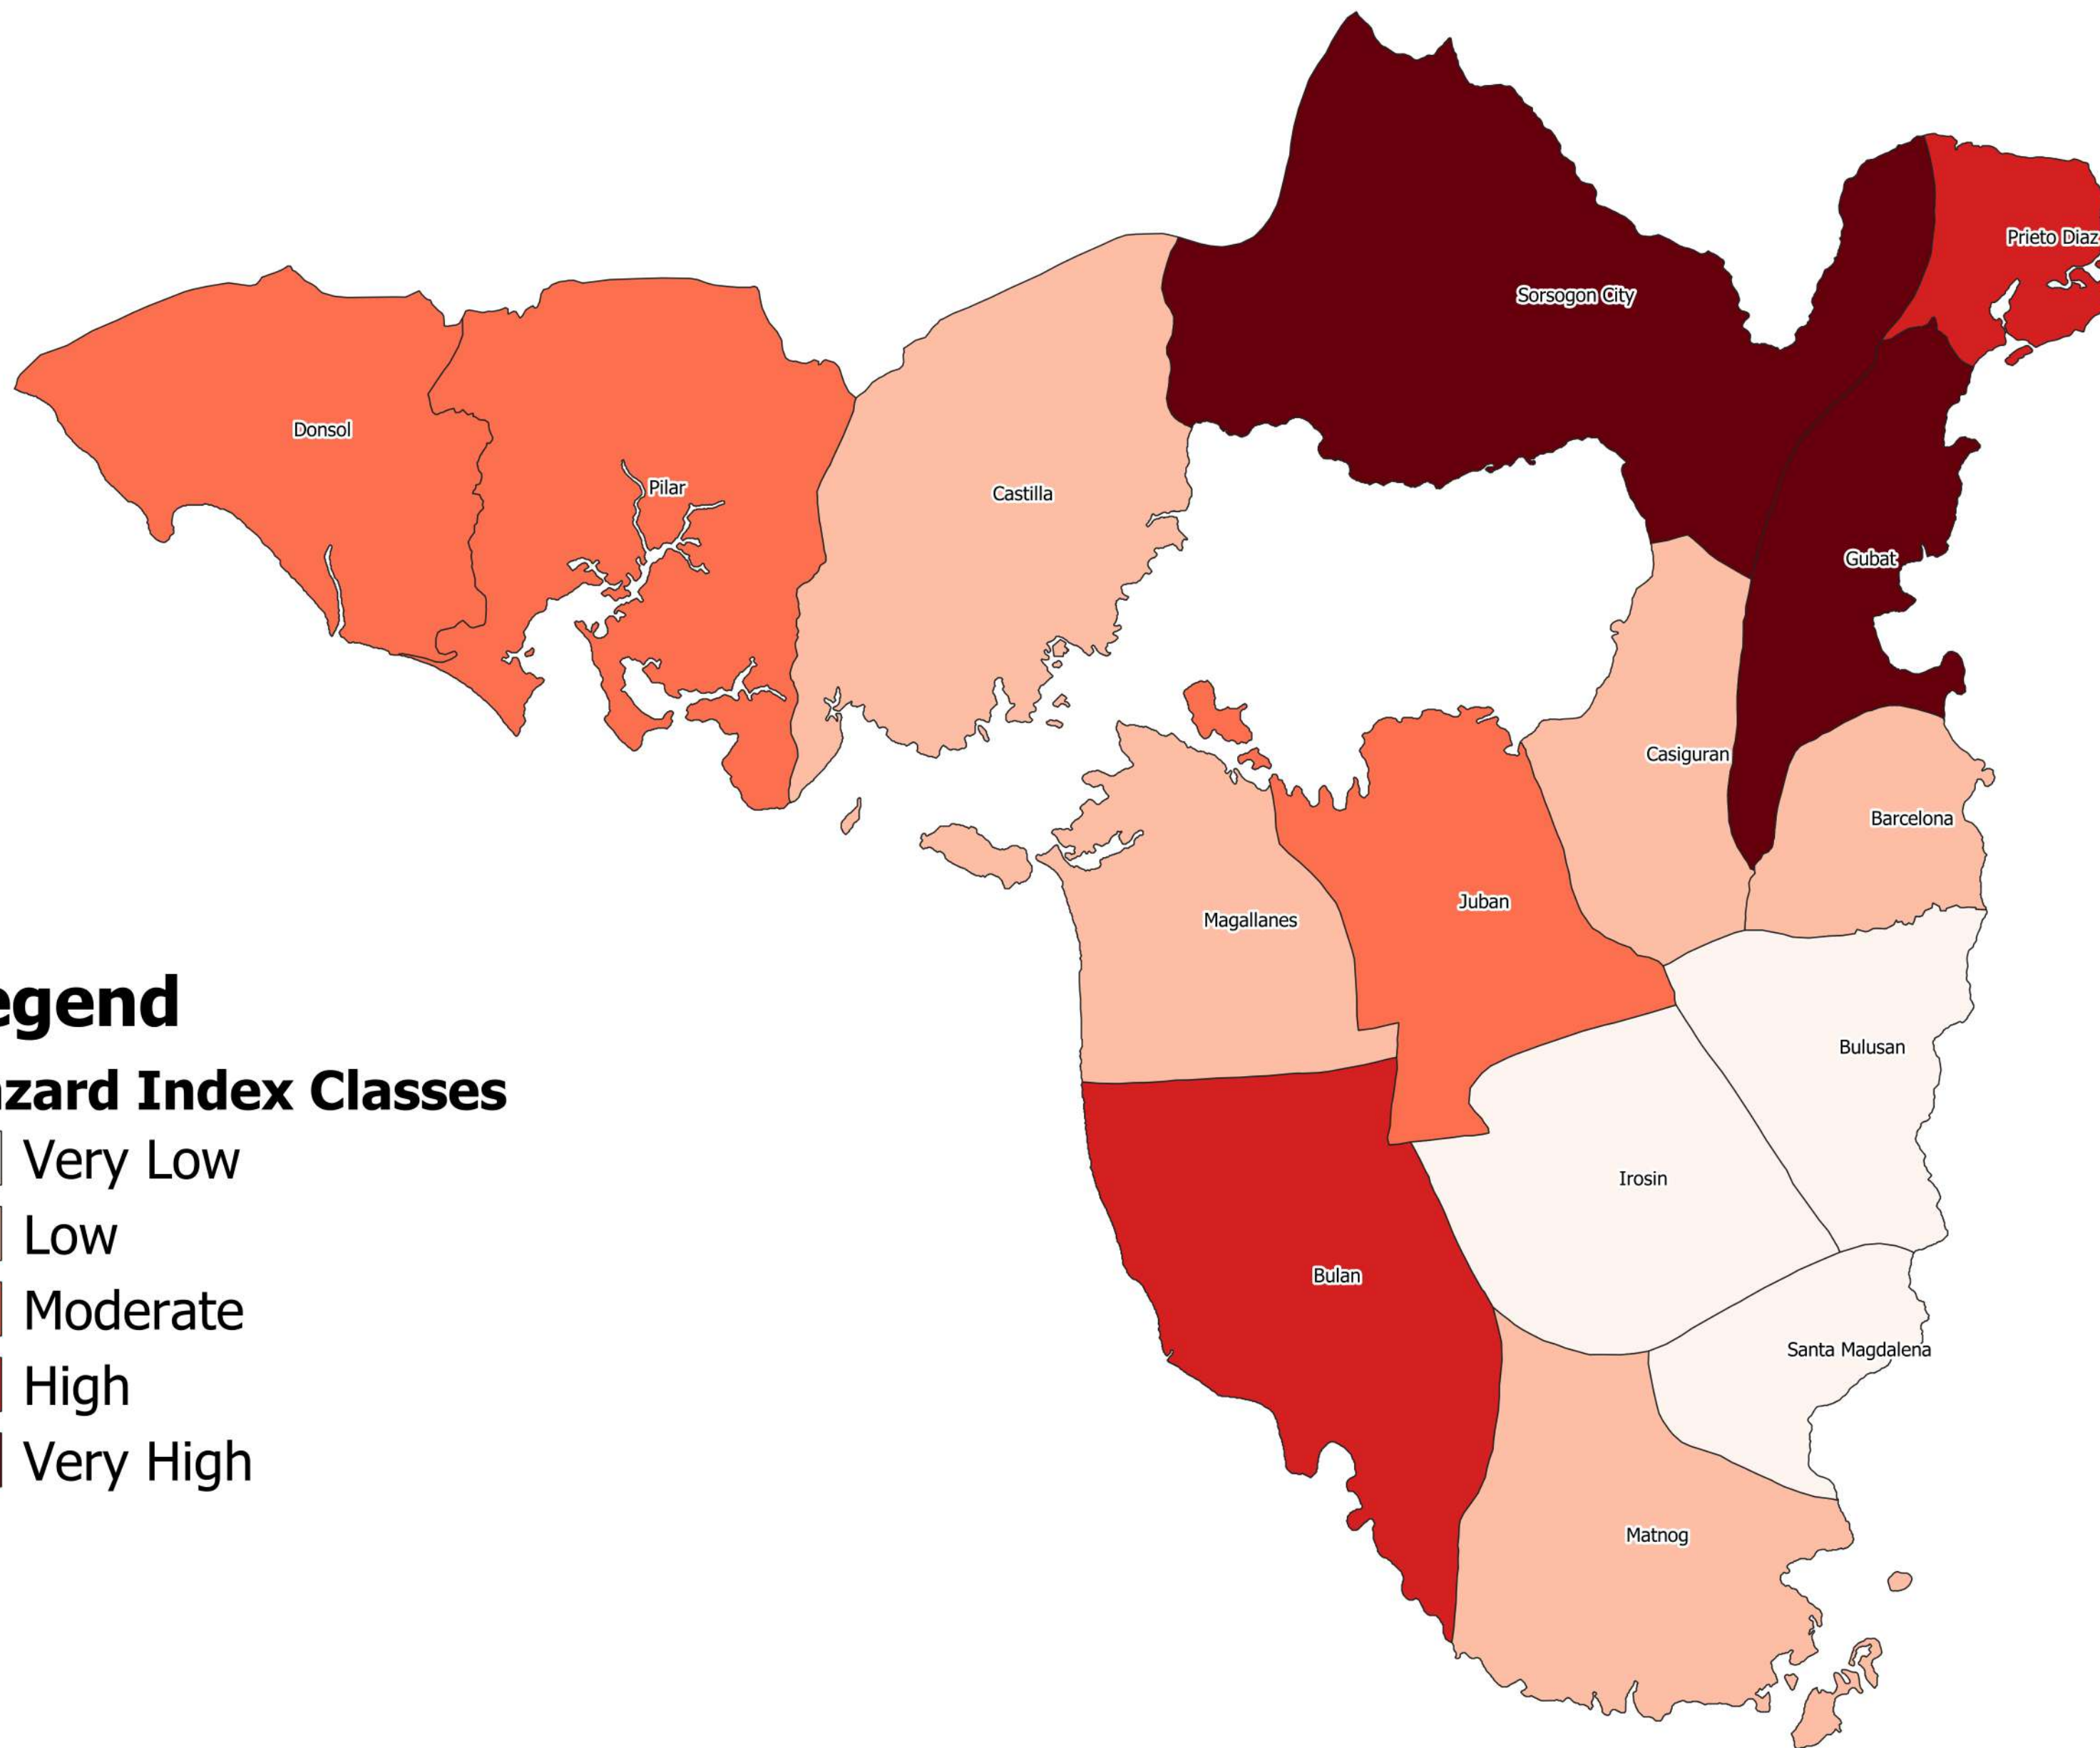 Prieto Diaz
Sorsogon City
Donsol
Pilar
Castilla
Gubat
Casiguran
Barcelona
Juban
Magallanes
Bulusan
Irosin
Bulan
Santa Magdalena
Matnog
egend
zard Index Classes
Very Low
Low
Moderate
High
Very High